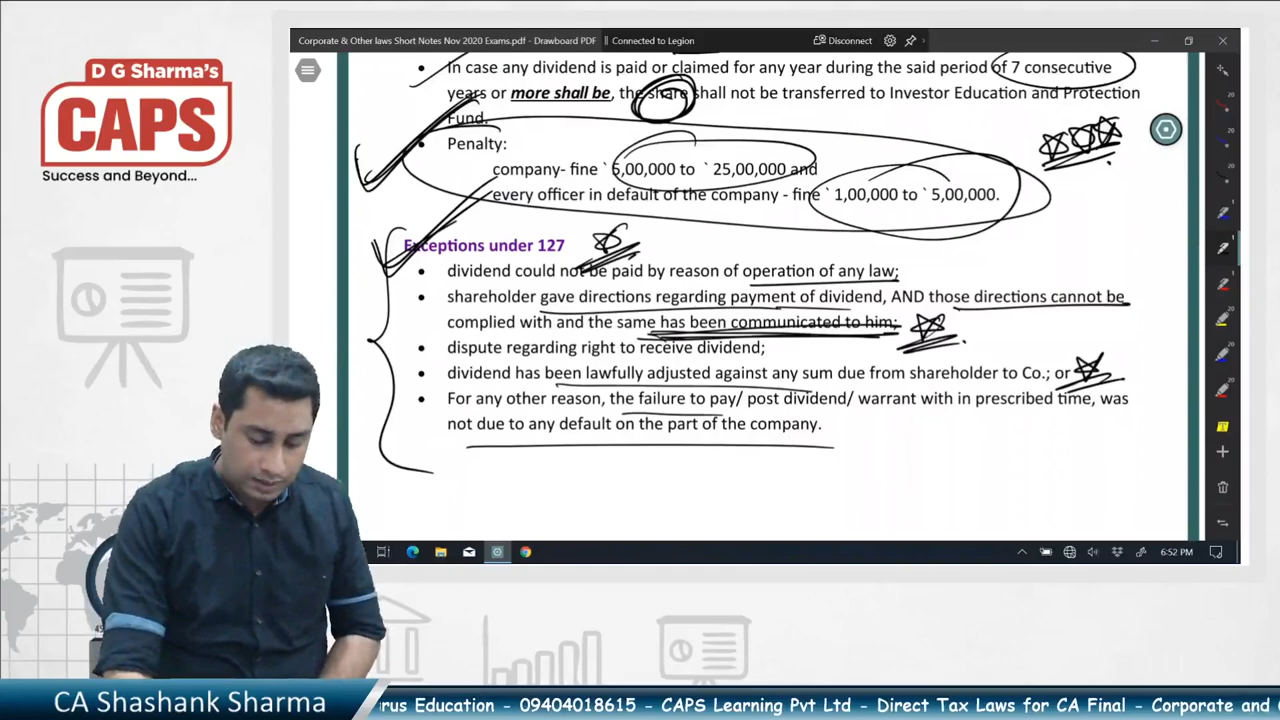 D G Sharma's
CAPS
Success and Beyond...
Corporate & Other laws Short Notes Nov 2020 Exams.pdf - Drawboard PDF
Connected to Legion
Disconnect
• In case any dividend is paid or claimed for any year during the said period of 7 consecutive
years or more shall be, the share shall not be transferred to Investor Education and Protection
Fund.
• Penalty:
company- fine ` 5,00,000 to ` 25,00,000 and
every officer in default of the company - fine ` 1,00,000 to ` 5,00,000.
Exceptions under 127
• dividend could not be paid by reason of operation of any law;
• shareholder gave directions regarding payment of dividend, AND those directions cannot be
complied with and the same has been communicated to him;
• dispute regarding right to receive dividend;
• dividend has been lawfully adjusted against any sum due from shareholder to Co.; or
• For any other reason, the failure to pay/ post dividend/ warrant with in prescribed time, was
not due to any default on the part of the company.
6:52 PM
CA Shashank Sharma
rus Education - 09404018615 - CAPS Learning Pvt Ltd - Direct Tax Laws for CA Final - Corporate and